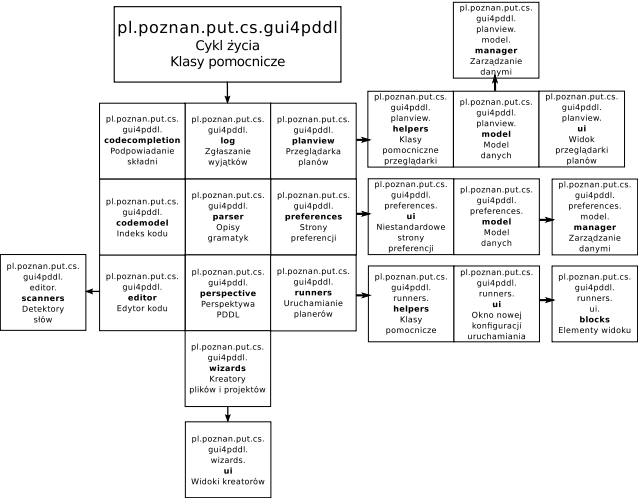 pl.poznan.put.cs.gui4pddl
Cykl życia
Klasy pomocnicze
pl.poznan.put.cs.
gui4pddl.
planview.
model.
manager
Zarządzanie
danymi
pl.poznan.put.cs.
gui4pddl.
codecompletion
Podpowiadanie
składni
pl.poznan.put.cs.
gui4pddl.
log
Zgłaszanie
wyjątków
pl.poznan.put.cs.
gui4pddl.
planview
Przeglądarka
planów
pl.poznan.put.cs.
gui4pddl.
planview.
helpers
Klasy
pomocniczne
przeglądarki
pl.poznan.put.cs.
gui4pddl.
planview.
model
Model
danych
pl.poznan.put.cs.
gui4pddl.
planview.
ui
Widok
przeglądarki
planów
pl.poznan.put.cs.
gui4pddl.
codemodel
Indeks kodu
pl.poznan.put.cs.
gui4pddl.
parser
Opisy
gramatyk
pl.poznan.put.cs.
gui4pddl.
preferences
Strony
preferencji
pl.poznan.put.cs.
gui4pddl.
preferences.
ui
Niestandardowe
strony
preferencji
pl.poznan.put.cs.
gui4pddl.
preferences.
model
Model
danych
pl.poznan.put.cs.
gui4pddl.
preferences.
model.
manager
Zarządzanie
danymi
pl.poznan.put.cs.
gui4pddl.
editor.
scanners
Detektory
słów
pl.poznan.put.cs.
gui4pddl.
editor
Edytor kodu
pl.poznan.put.cs.
gui4pddl.
perspective
Perspektywa
PDDL
pl.poznan.put.cs.
gui4pddl.
runners
Uruchamianie
planerów
pl.poznan.put.cs.
gui4pddl.
runners.
helpers
Klasy
pomocnicze
pl.poznan.put.cs.
gui4pddl.
runners.
ui
Okno nowej
konfiguracji
uruchamiania
pl.poznan.put.cs.
gui4pddl.
runners.
ui.
blocks
Elementy widoku
pl.poznan.put.cs.
gui4pddl.
wizards
Kreatory
plików i projektów
pl.poznan.put.cs.
gui4pddl.
wizards.
ui
Widoki kreatorów